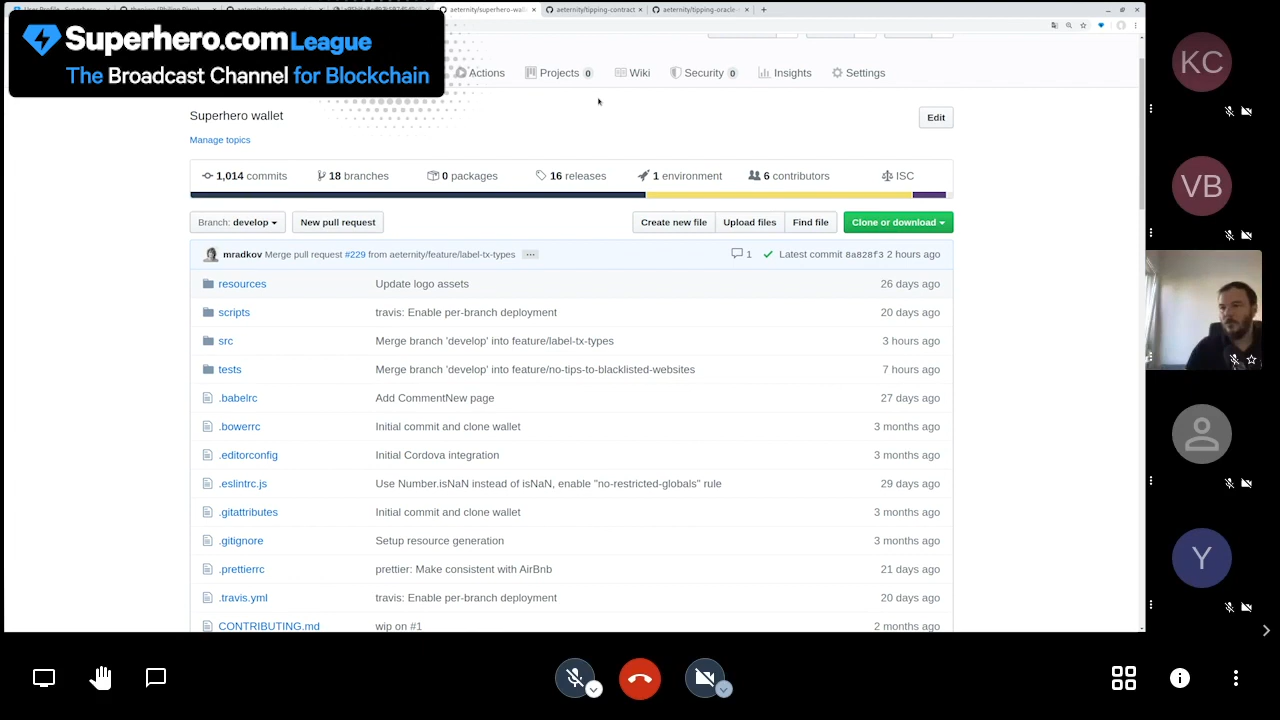 aeternity/superhero-wall
aeternity/tipping-contract
aeternity/tipping-oracle
Superhero.com League
The Broadcast Channel for Blockchain
Actions
Projects 0
Wiki
Security 0
Insights
Settings
Superhero wallet
Edit
Manage topics
1,014 commits
18 branches
0 packages
16 releases
1 environment
6 contributors
ISC
Branch: develop
New pull request
Create new file
Upload files
Find file
Clone or download
mradkov Merge pull request #229 from aeternity/feature/label-tx-types ...
1
Latest commit 8a828f3 2 hours ago
resources Update logo assets 26 days ago
scripts travis: Enable per-branch deployment 20 days ago
src Merge branch 'develop' into feature/label-tx-types 3 hours ago
tests Merge branch 'develop' into feature/no-tips-to-blacklisted-websites 7 hours ago
.babelrc Add CommentNew page 27 days ago
.bowerrc Initial commit and clone wallet 3 months ago
.editorconfig Initial Cordova integration 3 months ago
.eslintrc.js Use Number.isNaN instead of isNaN, enable "no-restricted-globals" rule 29 days ago
.gitattributes Initial commit and clone wallet 3 months ago
.gitignore Setup resource generation 3 months ago
.prettierrc prettier: Make consistent with AirBnb 21 days ago
.travis.yml travis: Enable per-branch deployment 20 days ago
CONTRIBUTING.md wip on #1 2 months ago
KC
VB
Y